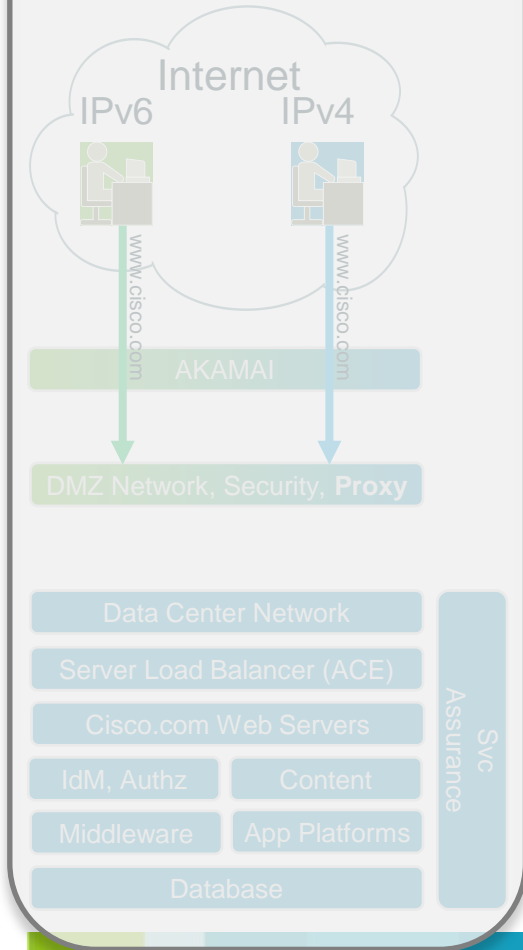 Internet
IPv6
IPv4
www.cisco.com
www.cisco.com
AKAMAI
DMZ Network, Security, Proxy
Data Center Network
Server Load Balancer (ACE)
Cisco.com Web Servers
IdM, Authz
Content
Middleware
App Platforms
Database
Svc
Assurance